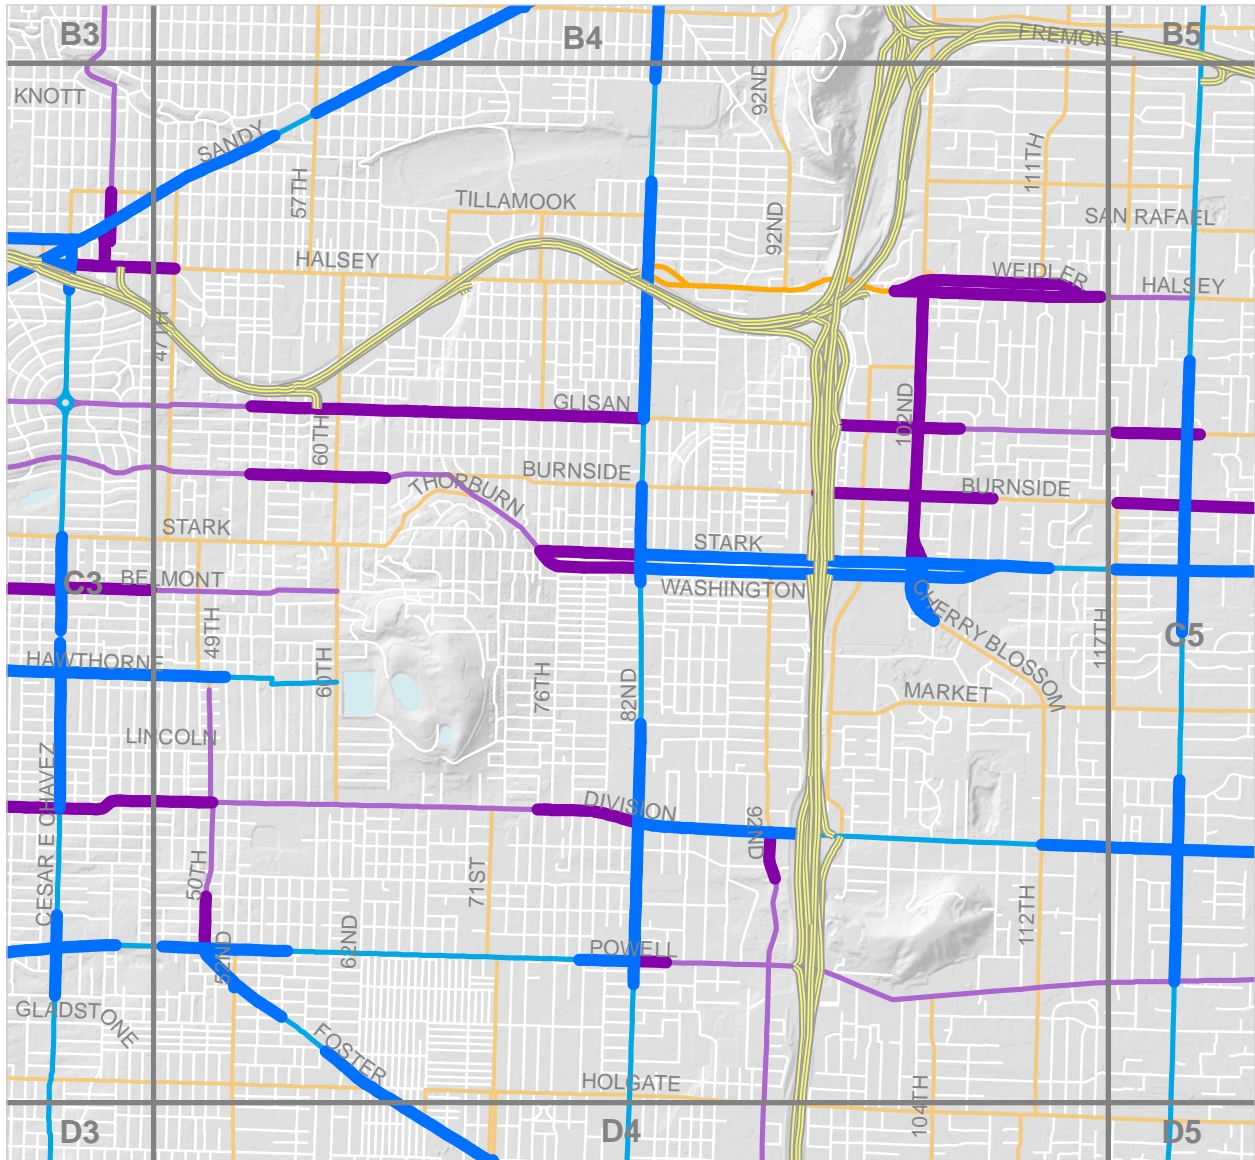 B3
B4
B5
FREMONT
KNOTT
92ND
SANDY
111TH
57TH
TILLAMOOK
92ND
SAN RAFAEL
HALSEY
WEIDLER
HALSEY
47TH
GLISAN
102ND
60TH
BURNSIDE
THORBURN
BURNSIDE
STARK
STARK
C3
BELMONT
WASHINGTON
CHERRY BLOSSOM
49TH
117TH
C5
HAWTHORNE
60TH
76TH
82ND
MARKET
LINCOLN
CESAR E CHAVEZ
DIVISION
92ND
50TH
71ST
112TH
52ND
62ND
POWELL
GLADSTONE
FOSTER
HOLGATE
104TH
D3
D4
D5